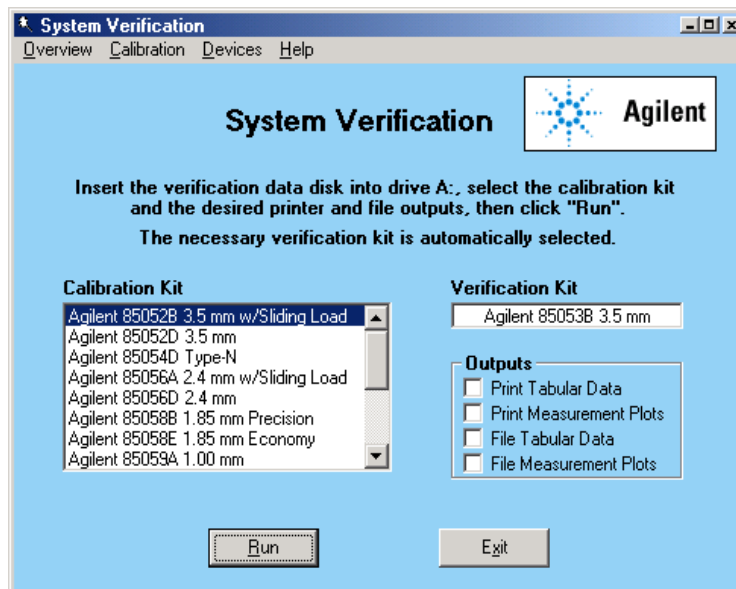 System Verification
Overview Calibration Devices Help
System Verification
Agilent
Insert the verification data disk into drive A:, select the calibration kit
and the desired printer and file outputs, then click "Run".
The necessary verification kit is automatically selected.
Calibration Kit
Agilent 85052B 3.5 mm w/Sliding Load
Agilent 85052D 3.5 mm
Agilent 85054D Type-N
Agilent 85056A 2.4 mm w/Sliding Load
Agilent 85056D 2.4 mm
Agilent 85058B 1.85 mm Precision
Agilent 85058E 1.85 mm Economy
Agilent 85059A 1.00 mm
Verification Kit
Agilent 85053B 3.5 mm
Outputs
Print Tabular Data
Print Measurement Plots
File Tabular Data
File Measurement Plots
Run
Exit